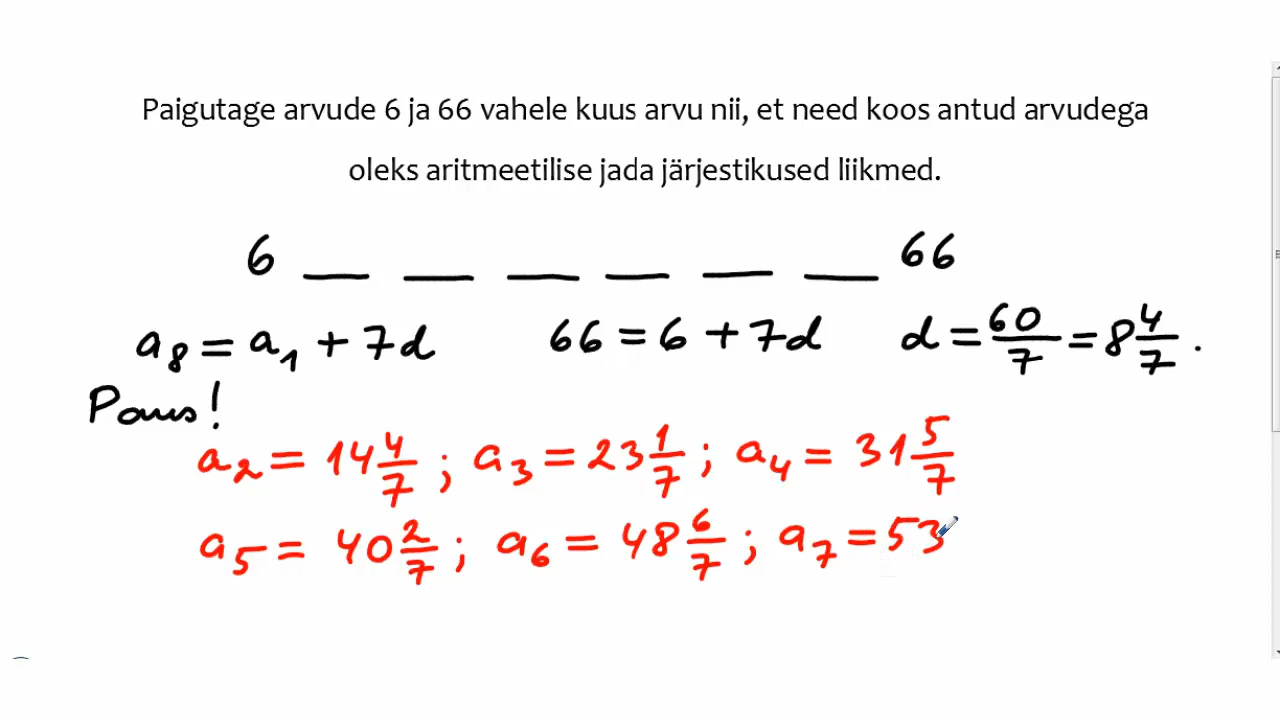 Paigutage arvude 6 ja 66 vahele kuus arvu nii, et need koos antud arvudega
oleks aritmeetilise jada järjestikused liikmed.
6 __ __ __ __ __ __ 66
a₈ = a₁ + 7d 66 = 6 + 7d d = 60/7 = 8 4/7 .
Paus!
a₂ = 14 4/7 ; a₃ = 23 1/7 ; a₄ = 31 5/7
a₅ = 40 2/7 ; a₆ = 48 6/7 ; a₇ = 53